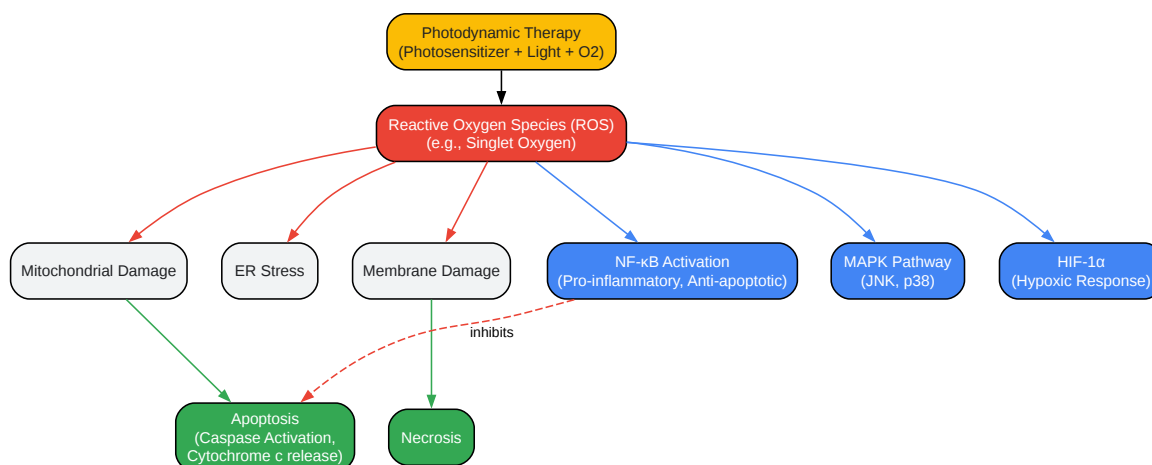 Photodynamic Therapy
(Photosensitizer + Light + O2)
Reactive Oxygen Species (ROS)
(e.g., Singlet Oxygen)
Mitochondrial Damage
ER Stress
Membrane Damage
NF-κB Activation
(Pro-inflammatory, Anti-apoptotic)
MAPK Pathway
(JNK, p38)
HIF-1α
(Hypoxic Response)
inhibits
Apoptosis
(Caspase Activation,
Cytochrome c release)
Necrosis